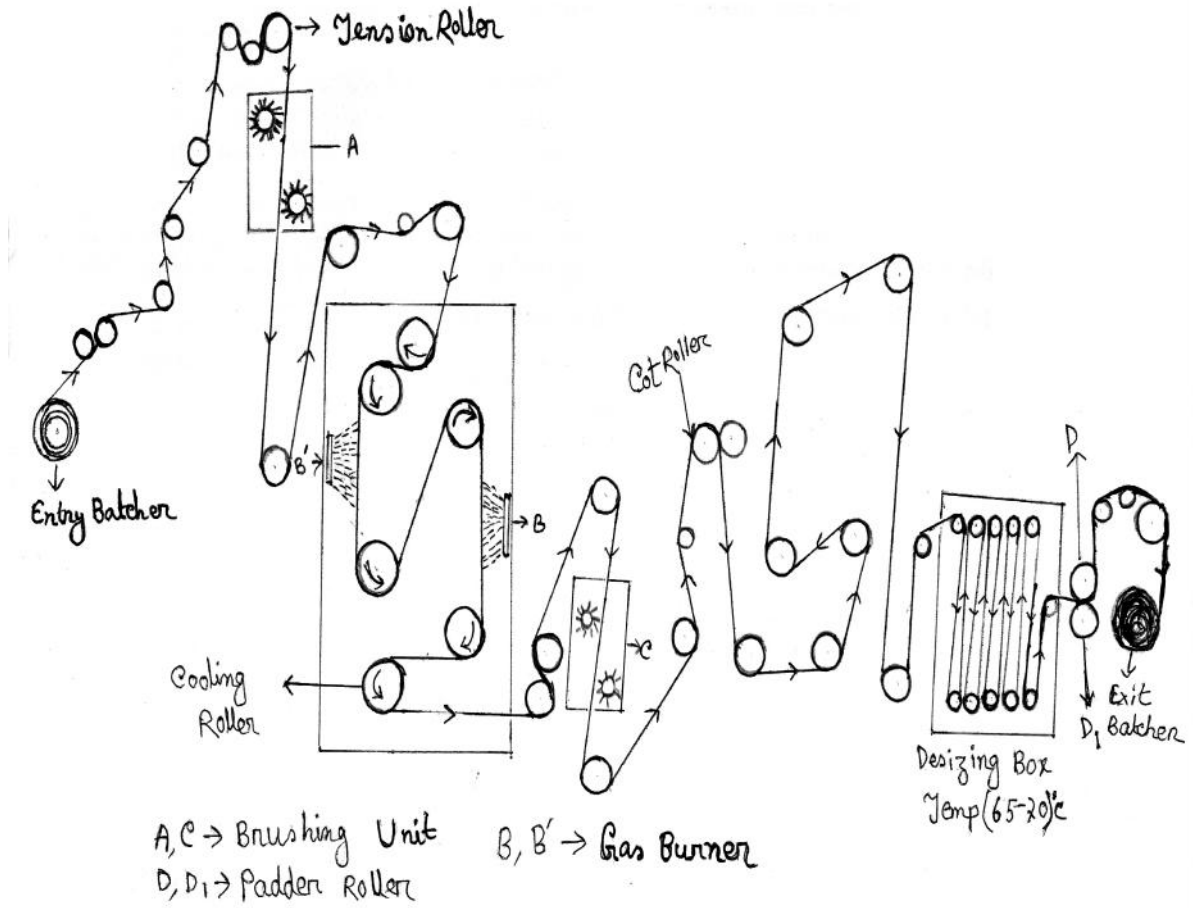 Tension Roller
A
Cot Roller
B'
Entry Batcher
B
D
C
Cooling
Roller
Exit
D1 Batcher
Desizing Box
Temp (65-70)°c
A, C → Brushing Unit
B, B' → Gas Burner
D, D1 → Padder Roller